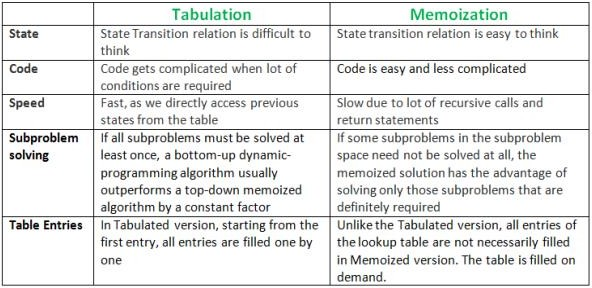 Tabulation
Memoization
State
State Transition relation is difficult to
think
State transition relation is easy to think
Code
Code gets complicated when lot of
conditions are required
Code is easy and less complicated
Speed
Fast, as we directly access previous
states from the table
Slow due to lot of recursive calls and
return statements
Subproblem
solving
If all subproblems must be solved at
least once, a bottom-up dynamic-
programming algorithm usually
outperforms a top-down memoized
algorithm by a constant factor
If some subproblems in the subproblem
space need not be solved at all, the
memoized solution has the advantage of
solving only those subproblems that are
definitely required
Table Entries
In Tabulated version, starting from the
first entry, all entries are filled one by
one
Unlike the Tabulated version, all entries of
the lookup table are not necessarily filled
in Memoized version. The table is filled on
demand.